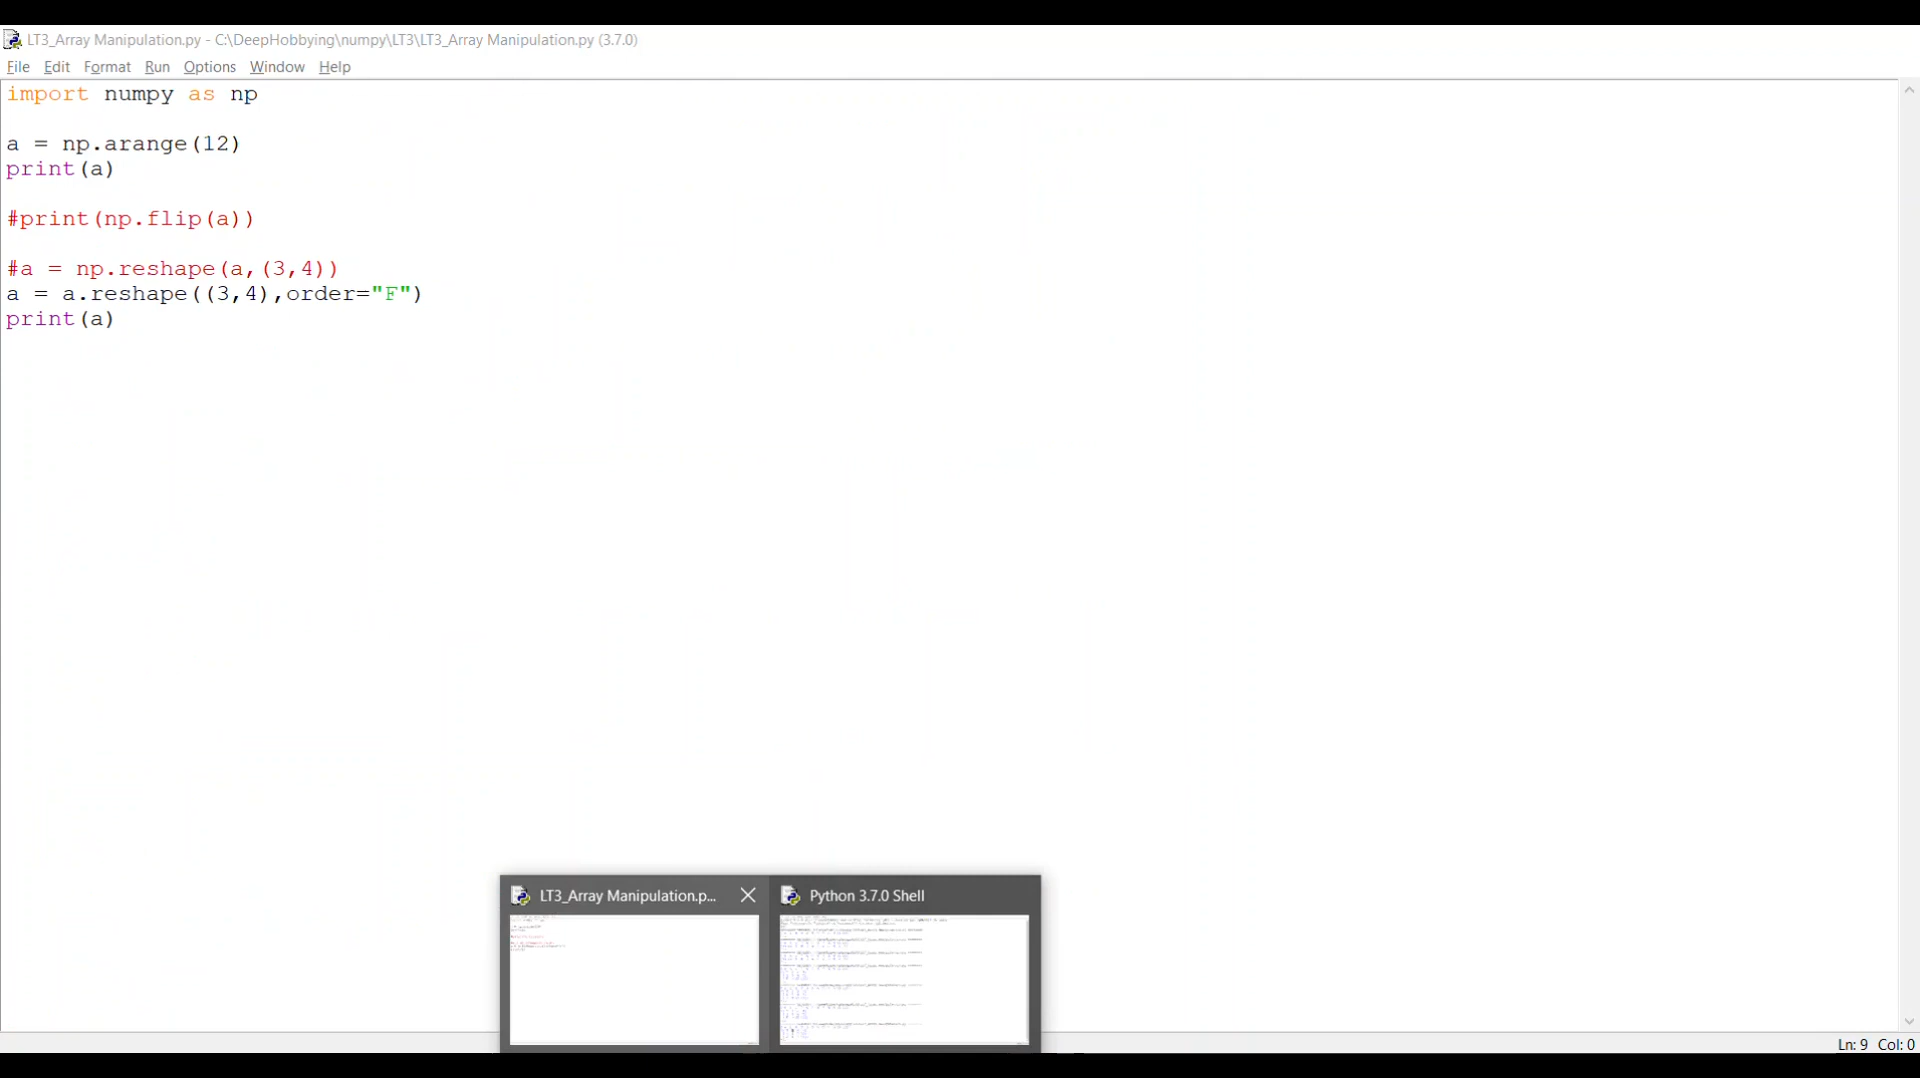 LT3_Array Manipulation.py - C:\DeepHobbying\numpy\LT3\LT3_Array Manipulation.py (3.7.0)
File Edit Format Run Options Window Help
import numpy as np
a = np.arange(12)
print(a)
#print(np.flip(a))
#a = np.reshape(a,(3,4))
a = a.reshape((3,4),order="F")
print(a)
LT3_Array Manipulation.p... Python 3.7.0 Shell
Ln: 9 Col: 0